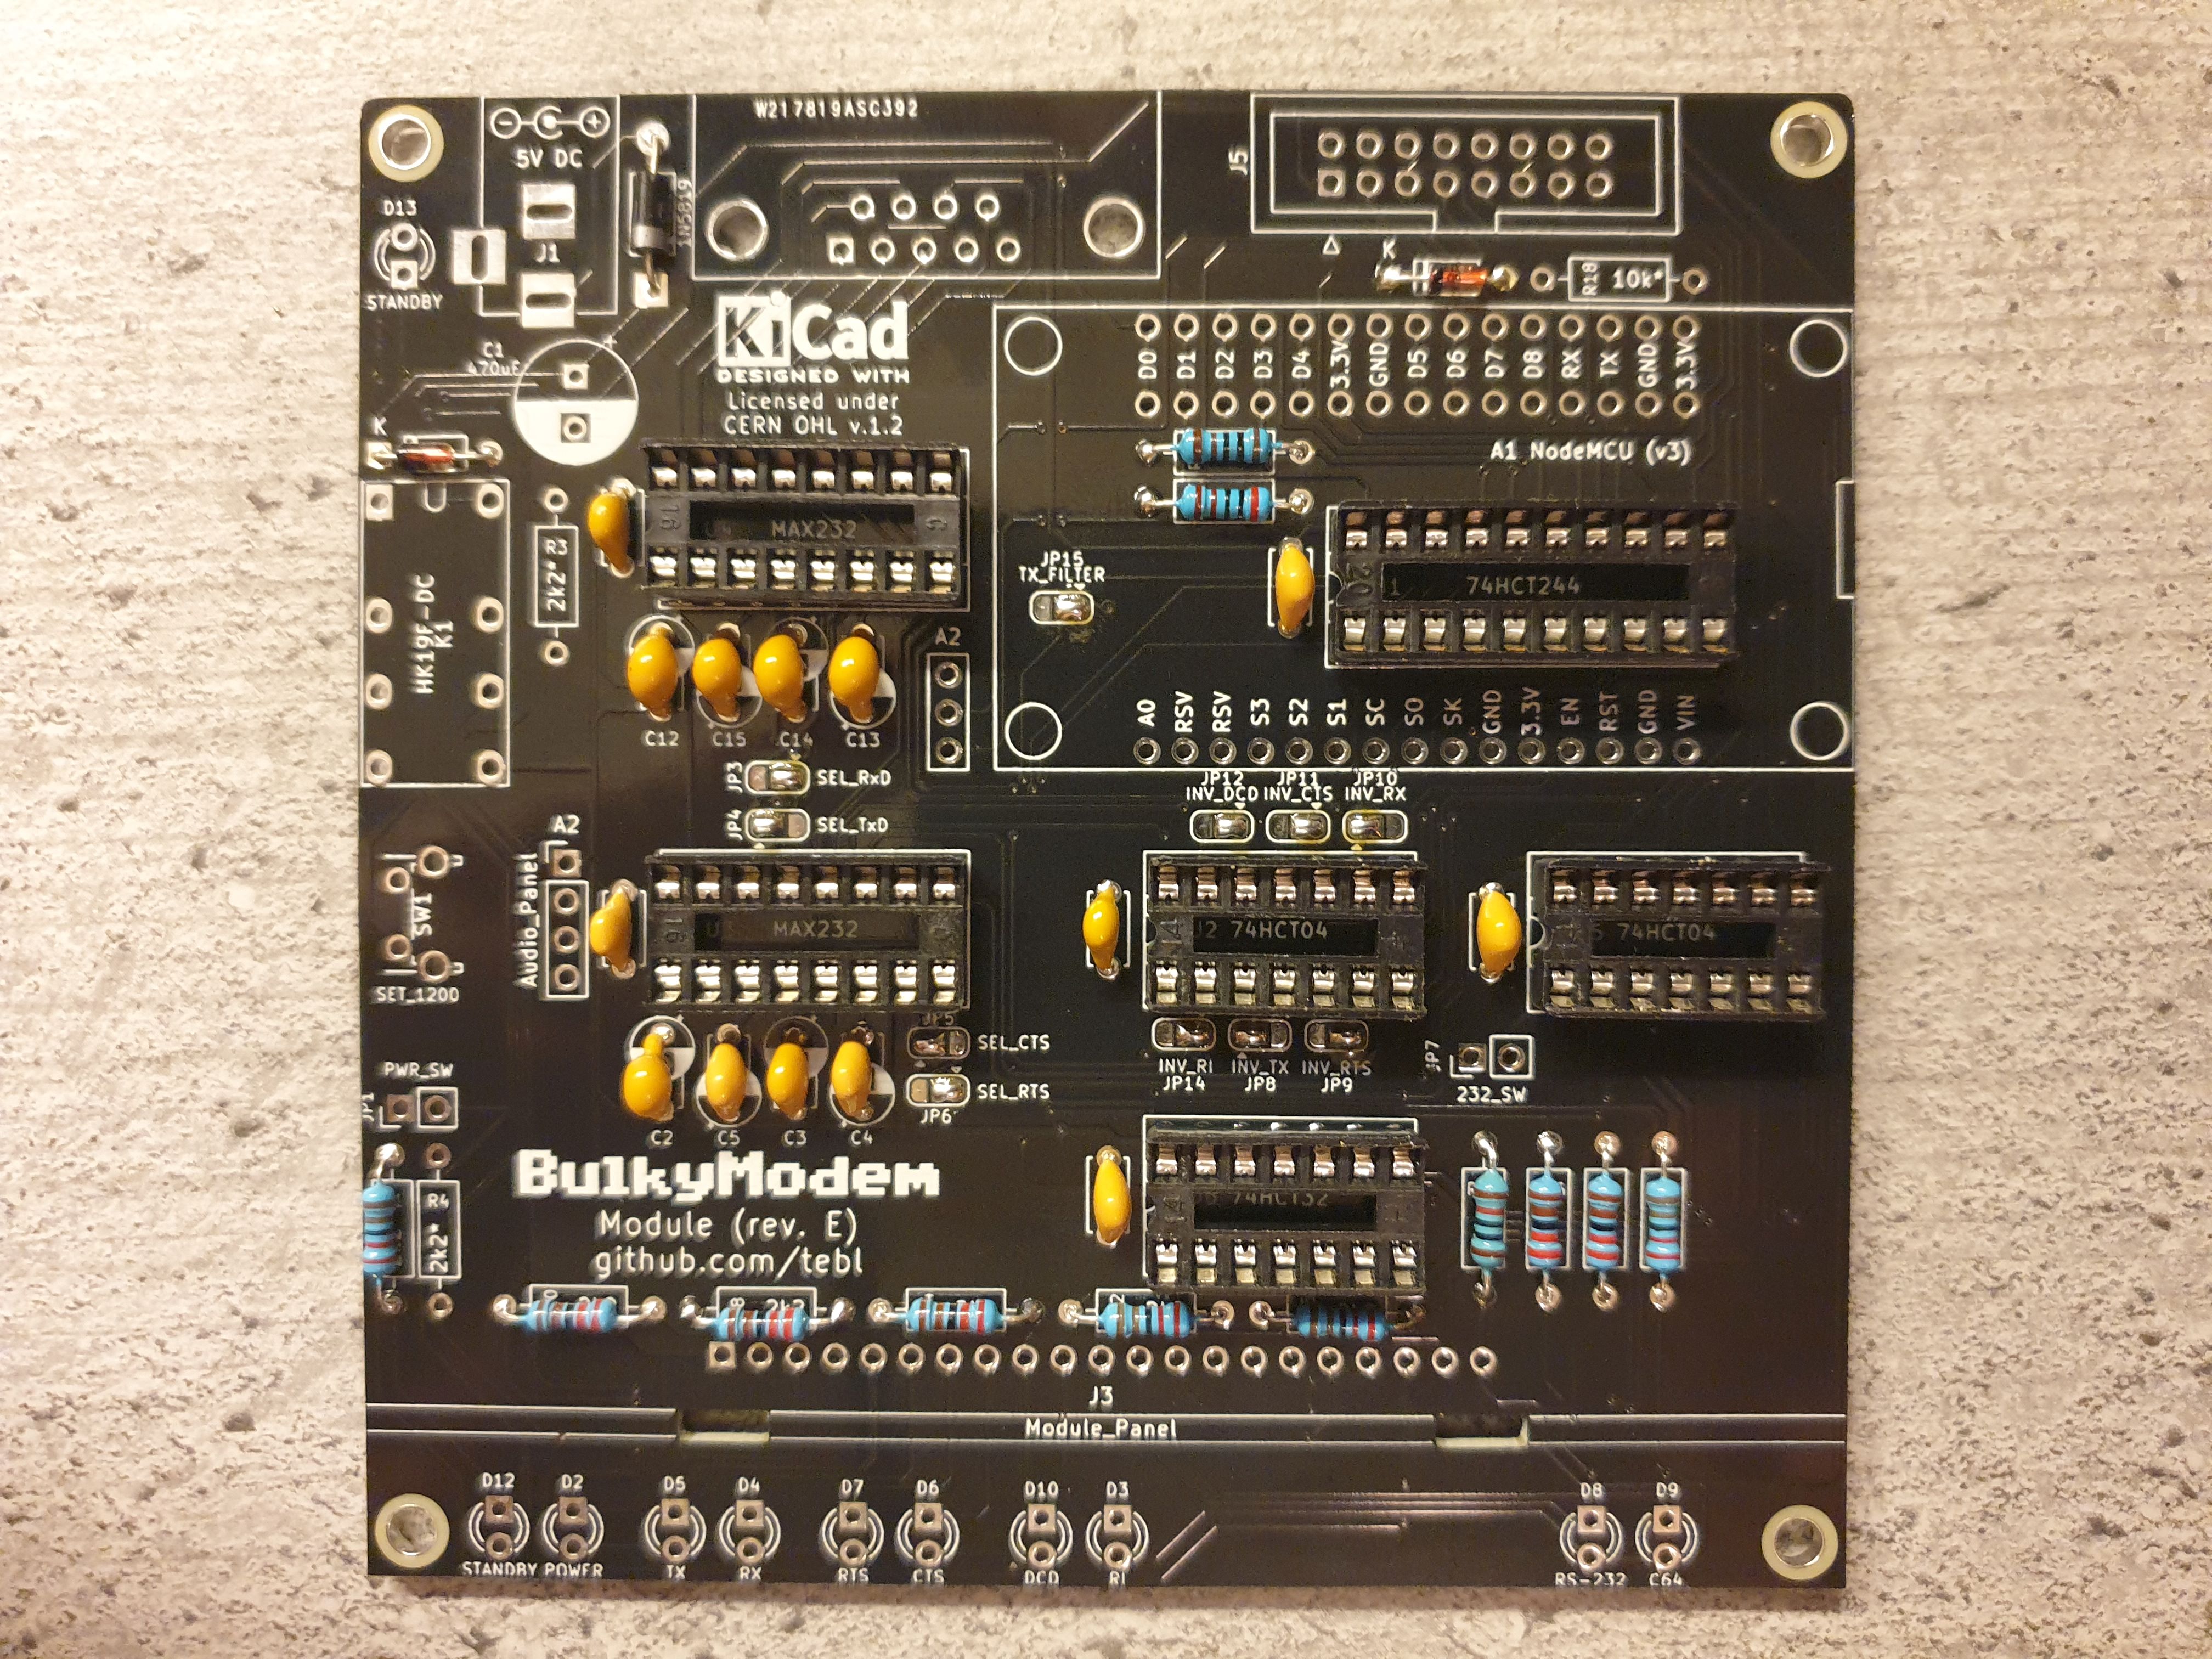 W217819ASC392
5V DC
J5
D13
1N5819
J1
STANDBY
K
R18 10k*
C1
470uF
KiCad
DESIGNED WITH
Licensed under
CERN OHL v.1.2
D0 D1 D2 D3 D4 3.3V GND D5 D6 D7 D8 RX TX GND 3.3V
K
A1 NodeMCU (v3)
16 MAX232
R3
2k2*
HK19F-DC
K1
JP15
TX_FILTER
20 1 74HCT244
A2
A0 RSV RSV S3 S2 S1 SC SO SK GND 3.3V EN RST GND VIN
C12 C15 C14 C13
JP3 SEL_RxD
JP4 SEL_TxD
JP12 JP11 JP10
INV_DCD INV_CTS INV_RX
A2
Audio_Panel
SW1
SET_1200
16 MAX232
14 74HCT04
74HCT04
JP5 SEL_CTS
SEL_RTS
JP6
INV_RI INV_TX INV_RTS
JP14 JP8 JP9
JP7
232_SW
PWR_SW
JP1
C2 C5 C3 C4
BulkyModem
Module (rev. E)
github.com/tebl
R4
2k2*
14 74HCT32
J3
Module_Panel
D12 D2 D5 D4 D7 D6 D10 D3 D8 D9
STANDBY POWER TX RX RTS CTS DCD RI RS-232 C64